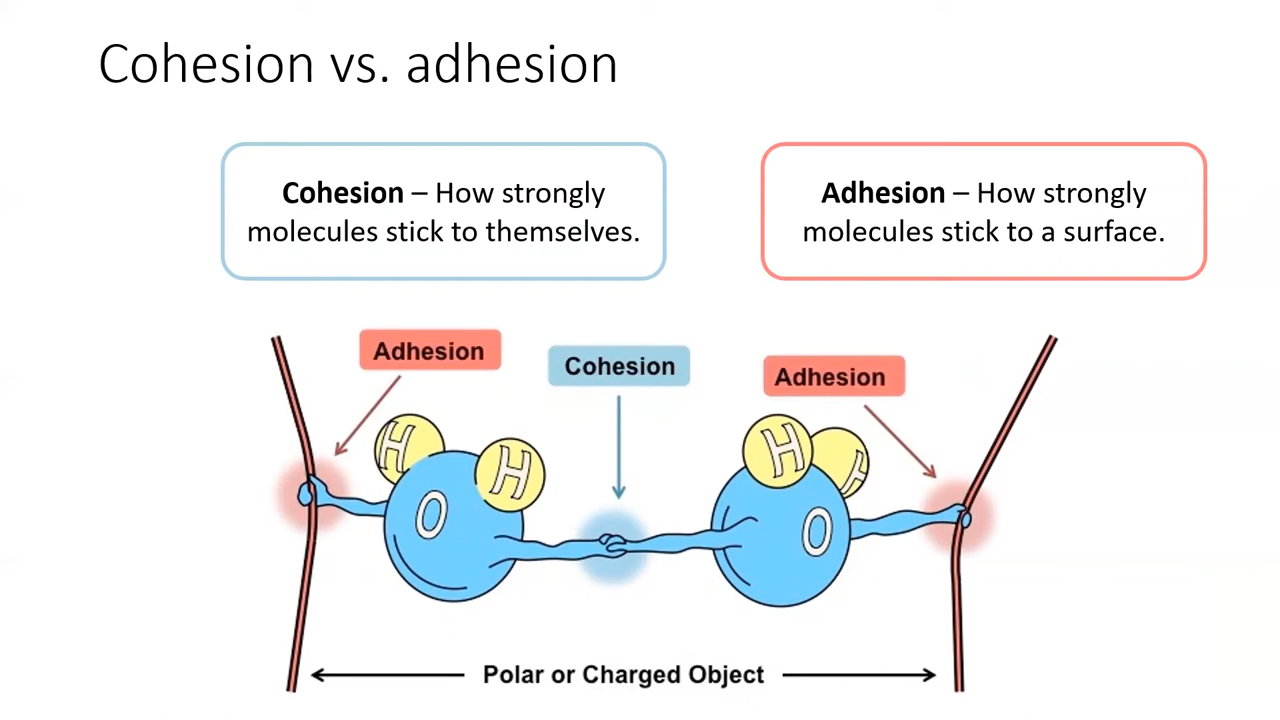 Cohesion vs. adhesion
Cohesion – How strongly
molecules stick to themselves.
Adhesion – How strongly
molecules stick to a surface.
Adhesion
Cohesion
Adhesion
H
H
O
H
H
O
Polar or Charged Object